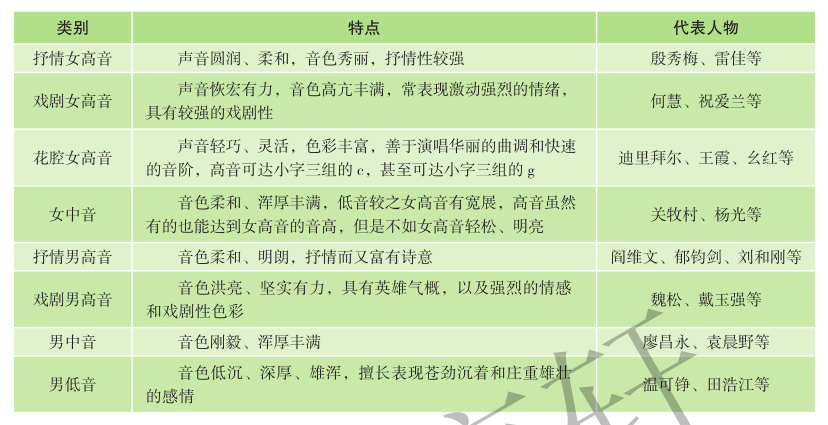 类别 特点 代表人物
抒情女高音 声音圆润、柔和，音色秀丽，抒情性较强 殷秀梅、雷佳等
戏剧女高音 声音恢宏有力，音色高亢丰满，常表现激动强烈的情绪，
具有较强的戏剧性 何慧、祝爱兰等
花腔女高音 声音轻巧、灵活，色彩丰富，善于演唱华丽的曲调和快速
的音阶，高音可达小字三组的 c，甚至可达小字三组的 g 迪里拜尔、王霞、幺红等
女中音 音色柔和、浑厚丰满，低音较之女高音有宽展，高音虽然
有的也能达到女高音的音高，但是不如女高音轻松、明亮 关牧村、杨光等
抒情男高音 音色柔和、明朗，抒情而又富有诗意 阎维文、郁钧剑、刘和刚等
戏剧男高音 音色洪亮、坚实有力，具有英雄气概，以及强烈的情感
和戏剧性色彩 魏松、戴玉强等
男中音 音色刚毅、浑厚丰满 廖昌永、袁晨野等
男低音 音色低沉、深厚、雄浑，擅长表现苍劲沉着和庄重雄壮
的感情 温可铮、田浩江等
轩